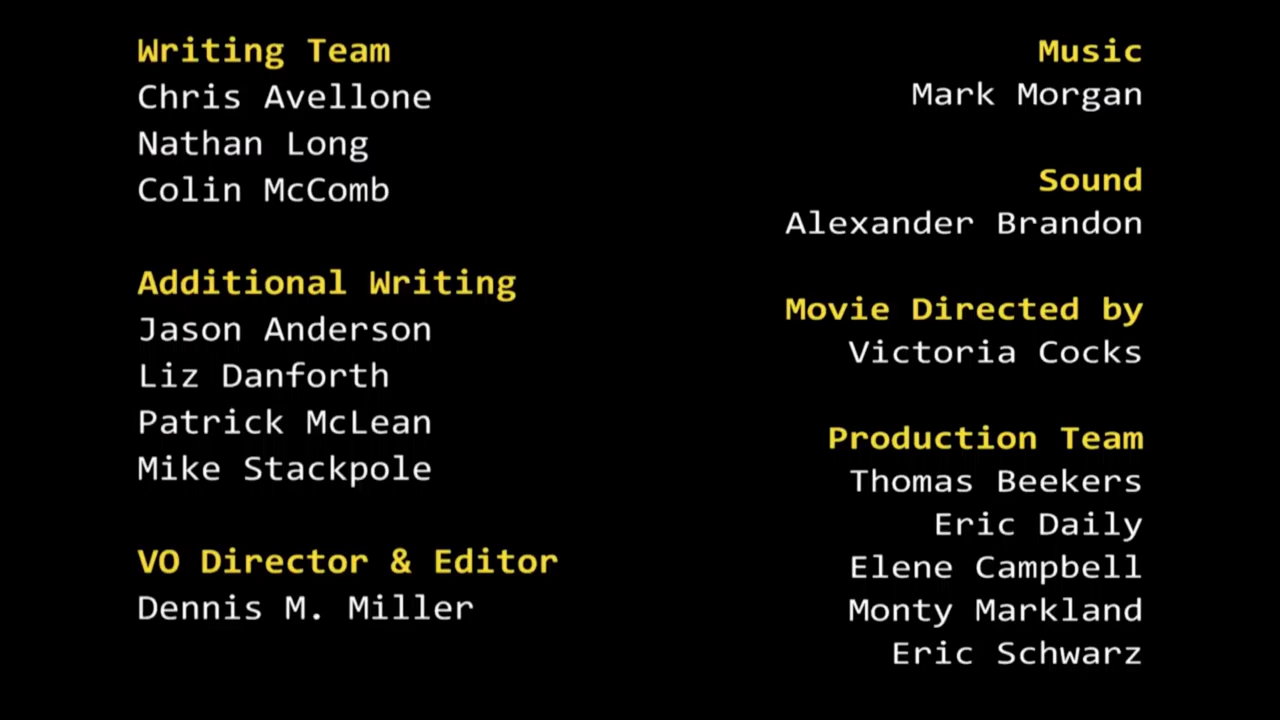 Writing Team
Chris Avellone
Nathan Long
Colin McComb
Additional Writing
Jason Anderson
Liz Danforth
Patrick McLean
Mike Stackpole
VO Director & Editor
Dennis M. Miller
Music
Mark Morgan
Sound
Alexander Brandon
Movie Directed by
Victoria Cocks
Production Team
Thomas Beekers
Eric Daily
Elene Campbell
Monty Markland
Eric Schwarz